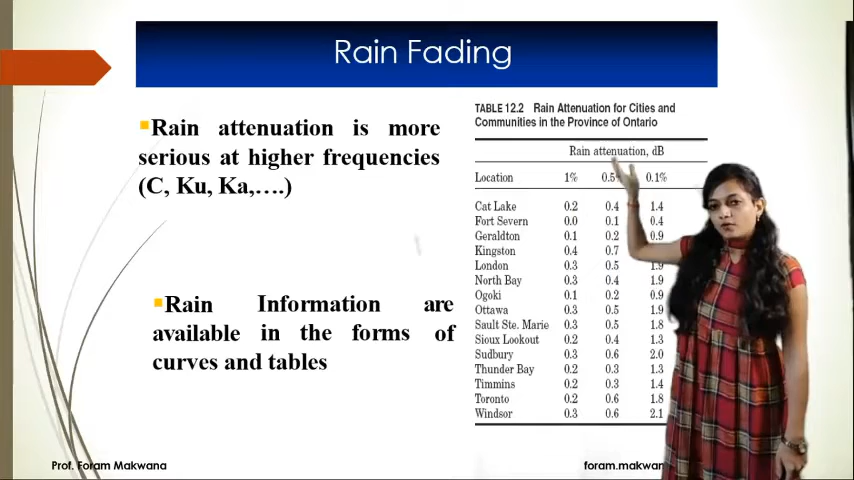 Rain Fading
Rain attenuation is more
serious at higher frequencies
(C, Ku, Ka,....)
Rain Information are
available in the forms of
curves and tables
TABLE 12.2 Rain Attenuation for Cities and
Communities in the Province of Ontario
Rain attenuation, dB
Location 1% 0.5% 0.1%
Cat Lake 0.2 0.4 1.4
Fort Severn 0.0 0.1 0.4
Geraldton 0.1 0.2 0.9
Kingston 0.4 0.7
London 0.3 0.5 1.9
North Bay 0.3 0.4 1.9
Ogoki 0.1 0.2 0.9
Ottawa 0.3 0.5 1.9
Sault Ste. Marie 0.3 0.5 1.8
Sioux Lookout 0.2 0.4 1.3
Sudbury 0.3 0.6 2.0
Thunder Bay 0.2 0.3 1.3
Timmins 0.2 0.3 1.4
Toronto 0.2 0.6 1.8
Windsor 0.3 0.6 2.1
Prof. Foram Makwana
foram.makwan